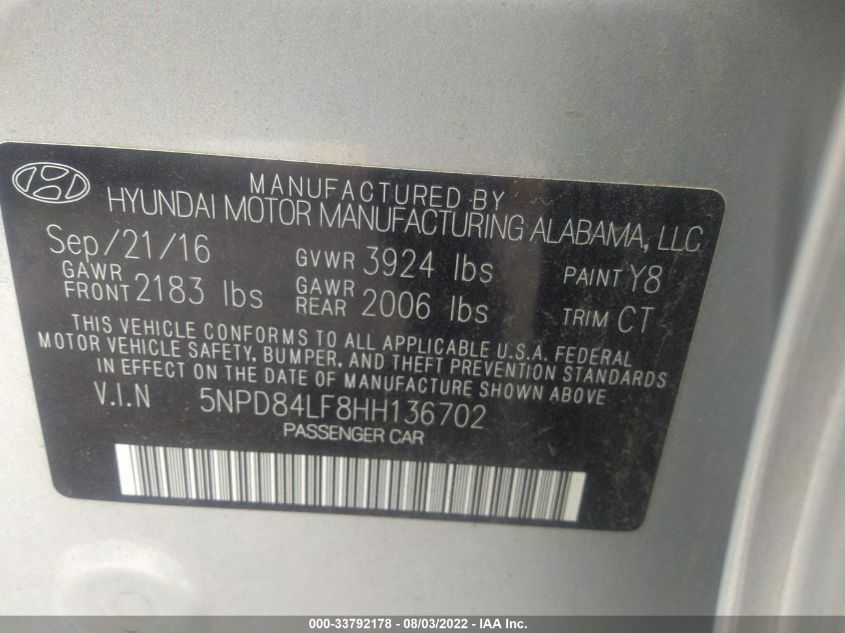 MANUFACTURED BY
HYUNDAI MOTOR MANUFACTURING ALABAMA, LLC
Sep/21/16 GVWR 3924 lbs PAINT Y8
GAWR FRONT 2183 lbs GAWR REAR 2006 lbs TRIM CT
THIS VEHICLE CONFORMS TO ALL APPLICABLE U.S.A. FEDERAL
MOTOR VEHICLE SAFETY, BUMPER, AND THEFT PREVENTION STANDARDS
IN EFFECT ON THE DATE OF MANUFACTURE SHOWN ABOVE
V.I.N 5NPD84LF8HH136702
PASSENGER CAR
000-33792178 - 08/03/2022 - IAA Inc.